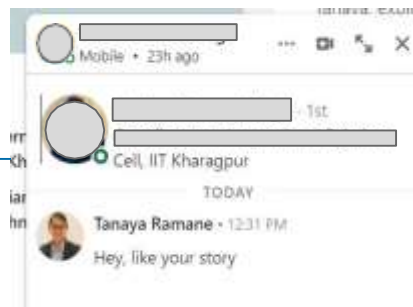 Mobile • 23h ago
· 1st
Cell, IIT Kharagpur
TODAY
Tanaya Ramane • 12:31 PM
Hey, like your story